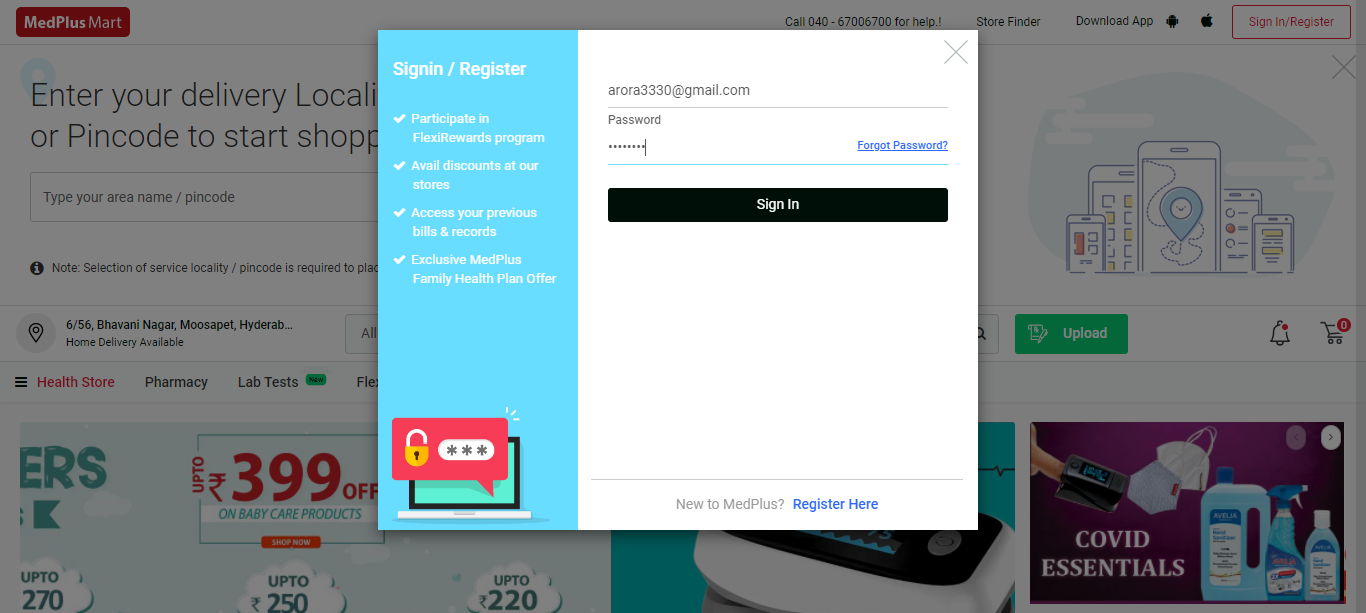 MedPlus Mart
Call 040 - 67006700 for help.!
Store Finder
Download App
Sign In/Register
Enter your delivery Locali
or Pincode to start shopp
Type your area name / pincode
Note: Selection of service locality / pincode is required to plac
Signin / Register
Participate in
FlexiRewards program
Avail discounts at our
stores
Access your previous
bills & records
Exclusive MedPlus
Family Health Plan Offer
***
arora3330@gmail.com
Password
••••••••
Forgot Password?
Sign In
New to MedPlus? Register Here
6/56, Bhavani Nagar, Moosapet, Hyderab...
Home Delivery Available
All
Upload
0
Health Store
Pharmacy
Lab Tests
New
Flex
ERS
K
UPTO
₹399 OFF
ON BABY CARE PRODUCTS
SHOP NOW
UPTO
270
UPTO
₹250
UPTO
₹220
COVID
ESSENTIALS
AVELIA